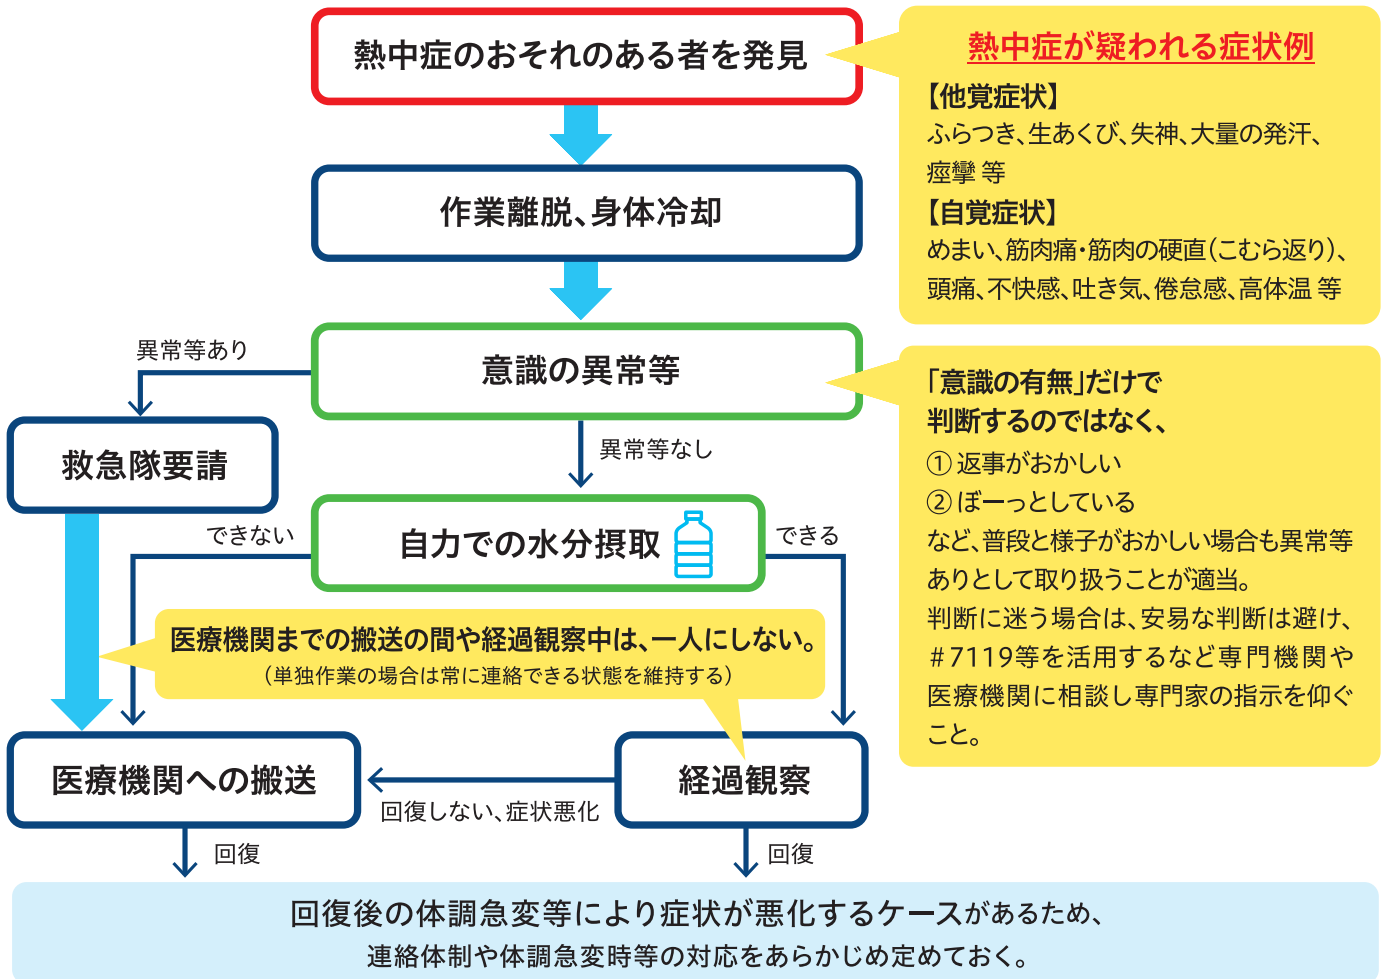 熱中症のおそれのある者を発見
熱中症が疑われる症状例
【他覚症状】
ふらつき、生あくび、失神、大量の発汗、
痙攣 等
【自覚症状】
めまい、筋肉痛・筋肉の硬直（こむら返り）、
頭痛、不快感、吐き気、倦怠感、高体温 等
作業離脱、身体冷却
意識の異常等
異常等あり
異常等なし
「意識の有無」だけで
判断するのではなく、
① 返事がおかしい
② ぼーっとしている
など、普段と様子がおかしい場合も異常等
ありとして取り扱うことが適当。
判断に迷う場合は、安易な判断は避け、
＃7119等を活用するなど専門機関や
医療機関に相談し専門家の指示を仰ぐ
こと。
救急隊要請
自力での水分摂取
できない
できる
医療機関までの搬送の間や経過観察中は、一人にしない。
（単独作業の場合は常に連絡できる状態を維持する）
医療機関への搬送
経過観察
回復しない、症状悪化
回復
回復
回復後の体調急変等により症状が悪化するケースがあるため、
連絡体制や体調急変時等の対応をあらかじめ定めておく。